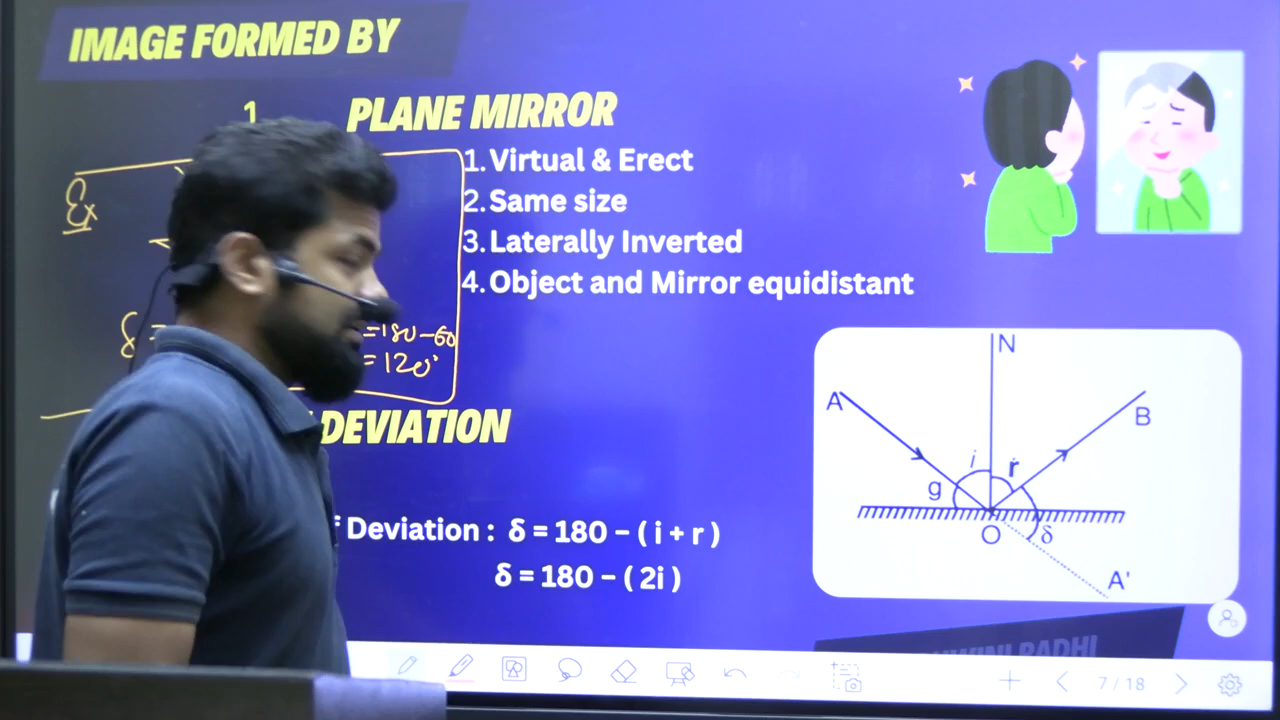 IMAGE FORMED BY
1
PLANE MIRROR
1. Virtual & Erect
2. Same size
3. Laterally Inverted
4. Object and Mirror equidistant
Ex
δ =
=180-60
= 120°
DEVIATION
Deviation : δ = 180 - ( i + r )
δ = 180 - ( 2i )
N
A
B
i
r
g
O
δ
A'
RADHI
7 / 18